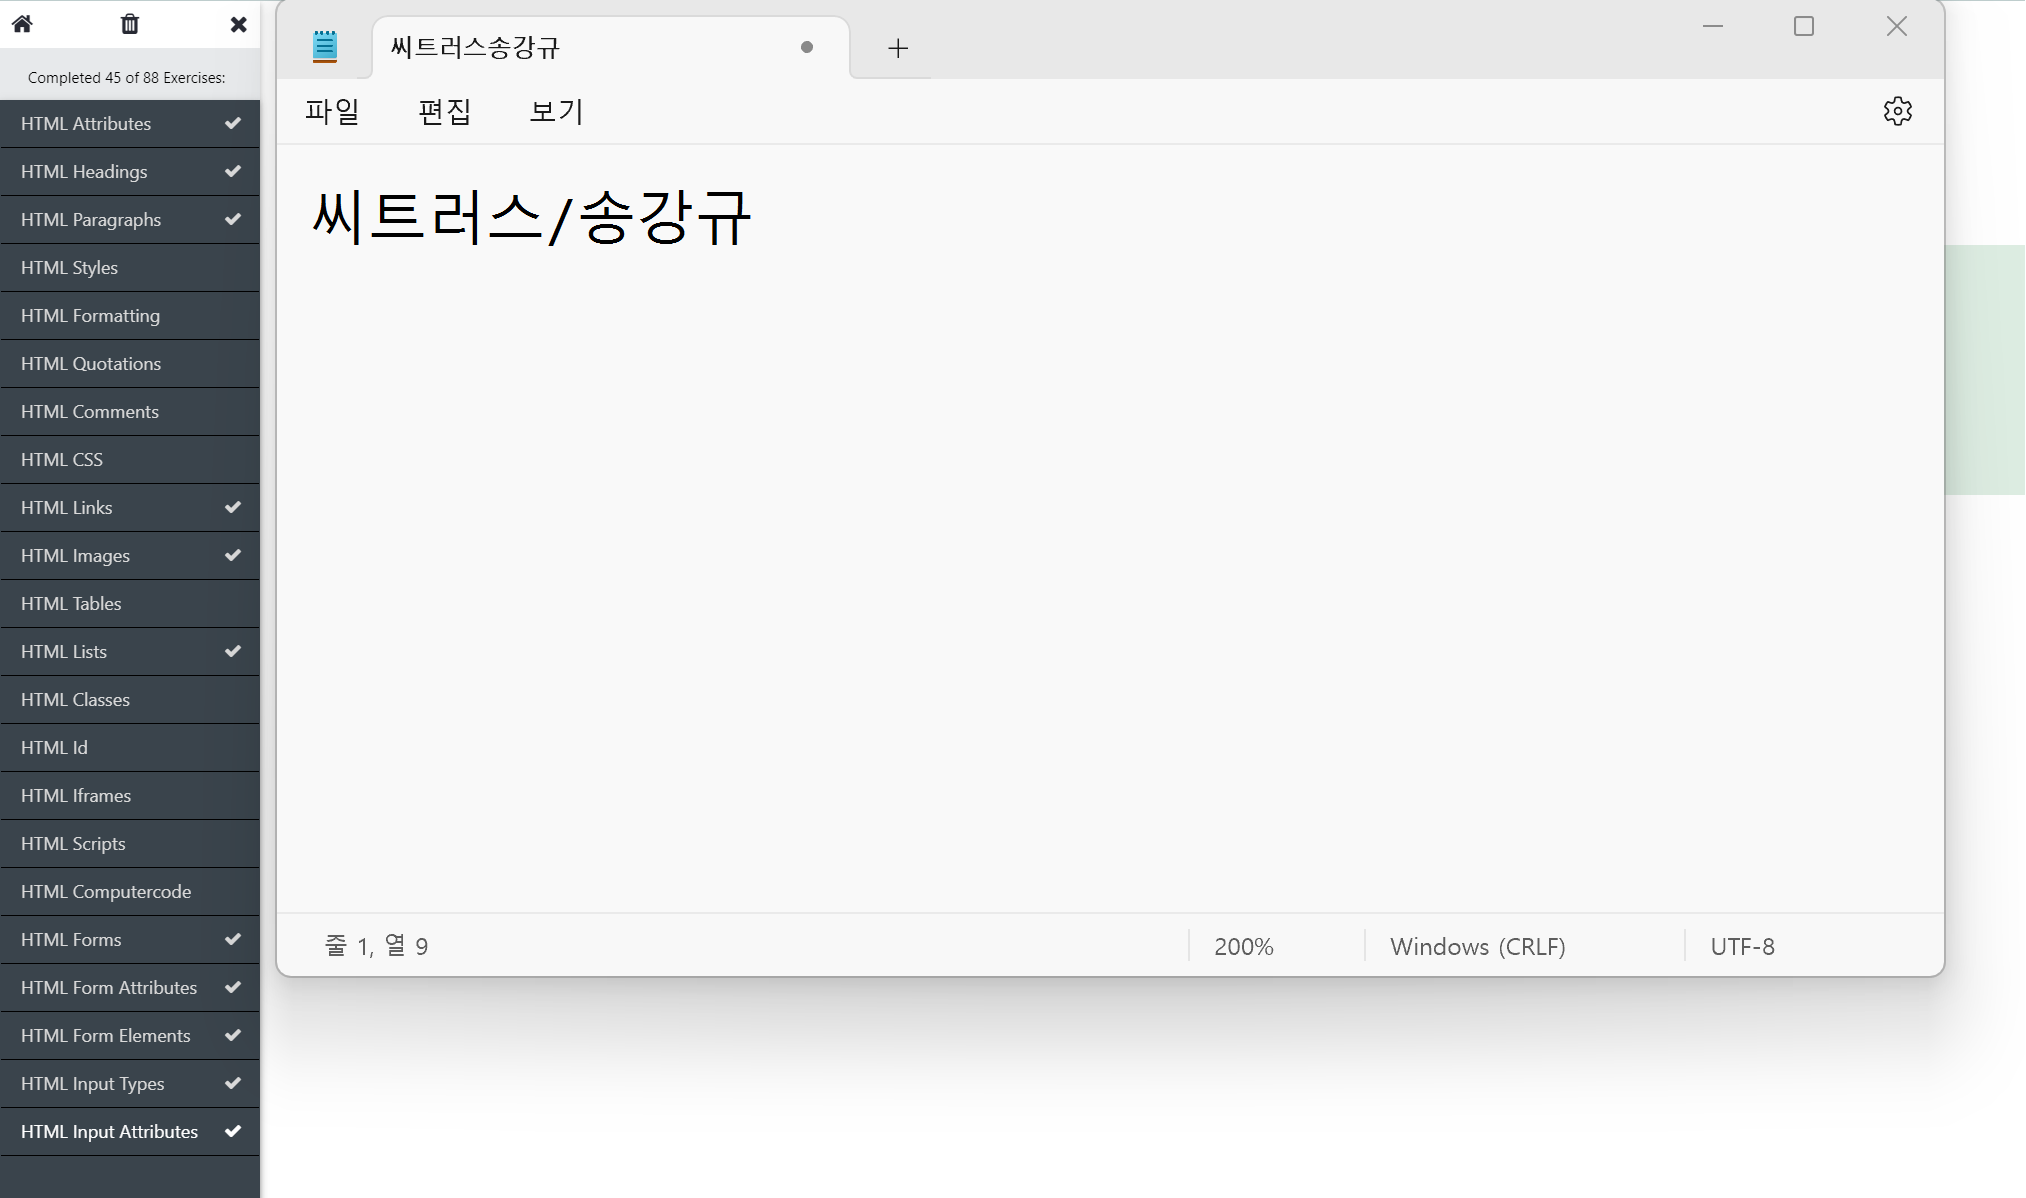 Completed 45 of 88 Exercises:
HTML Attributes
HTML Headings
HTML Paragraphs
HTML Styles
HTML Formatting
HTML Quotations
HTML Comments
HTML CSS
HTML Links
HTML Images
HTML Tables
HTML Lists
HTML Classes
HTML Id
HTML Iframes
HTML Scripts
HTML Computercode
HTML Forms
HTML Form Attributes
HTML Form Elements
HTML Input Types
HTML Input Attributes
씨트러스송강규
파일 편집 보기
씨트러스/송강규
줄 1, 열 9 200% Windows (CRLF) UTF-8